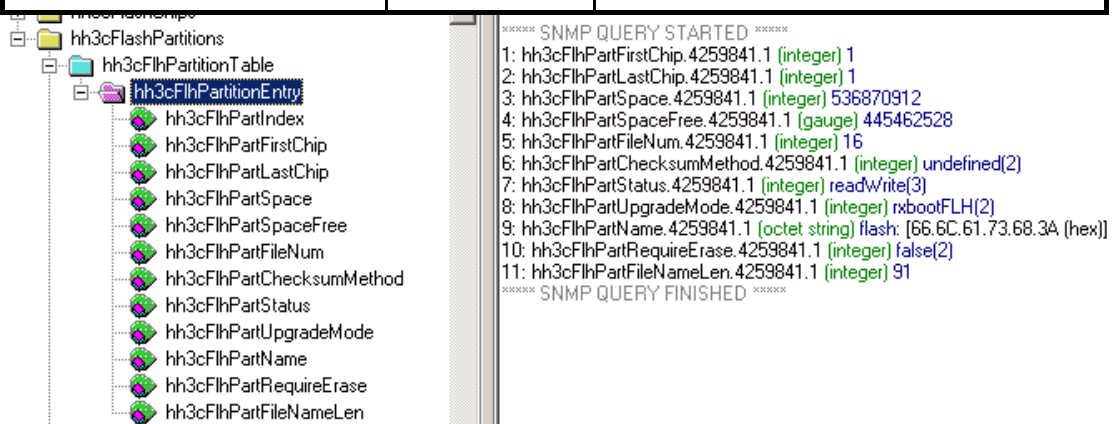 hh3cFlashChips
hh3cFlashPartitions
hh3cFlhPartitionTable
hh3cFlhPartitionEntry
hh3cFlhPartIndex
hh3cFlhPartFirstChip
hh3cFlhPartLastChip
hh3cFlhPartSpace
hh3cFlhPartSpaceFree
hh3cFlhPartFileNum
hh3cFlhPartChecksumMethod
hh3cFlhPartStatus
hh3cFlhPartUpgradeMode
hh3cFlhPartName
hh3cFlhPartRequireErase
hh3cFlhPartFileNameLen
***** SNMP QUERY STARTED *****
1: hh3cFlhPartFirstChip.4259841.1 (integer) 1
2: hh3cFlhPartLastChip.4259841.1 (integer) 1
3: hh3cFlhPartSpace.4259841.1 (integer) 536870912
4: hh3cFlhPartSpaceFree.4259841.1 (gauge) 445462528
5: hh3cFlhPartFileNum.4259841.1 (integer) 16
6: hh3cFlhPartChecksumMethod.4259841.1 (integer) undefined(2)
7: hh3cFlhPartStatus.4259841.1 (integer) readWrite(3)
8: hh3cFlhPartUpgradeMode.4259841.1 (integer) rxbootFLH(2)
9: hh3cFlhPartName.4259841.1 (octet string) flash: [66.6C.61.73.68.3A (hex)]
10: hh3cFlhPartRequireErase.4259841.1 (integer) false(2)
11: hh3cFlhPartFileNameLen.4259841.1 (integer) 91
***** SNMP QUERY FINISHED *****